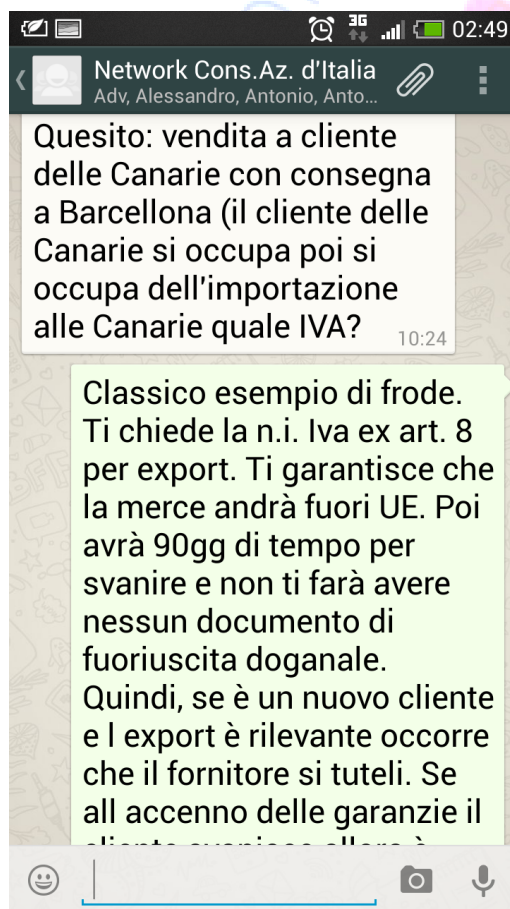 3G
02:49
Network Cons.Az. d'Italia
Adv, Alessandro, Antonio, Anto...
Quesito: vendita a cliente
delle Canarie con consegna
a Barcellona (il cliente delle
Canarie si occupa poi si
occupa dell'importazione
alle Canarie quale IVA?
10:24
Classico esempio di frode.
Ti chiede la n.i. Iva ex art. 8
per export. Ti garantisce che
la merce andrà fuori UE. Poi
avrà 90gg di tempo per
svanire e non ti farà avere
nessun documento di
fuoriuscita doganale.
Quindi, se è un nuovo cliente
e l export è rilevante occorre
che il fornitore si tuteli. Se
all accenno delle garanzie il